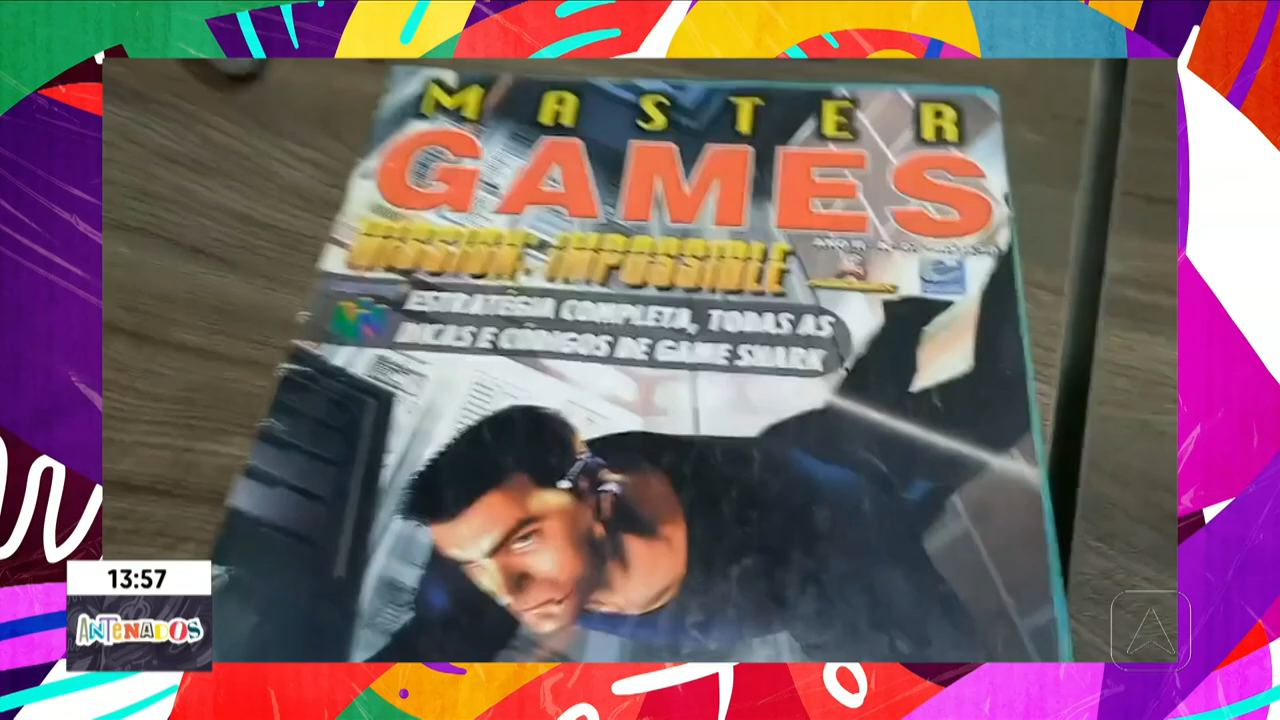 MASTER
GAMES
MISSION: IMPOSSIBLE
ESTRATÉGIA COMPLETA, TODAS AS
DICAS E CÓDIGOS DE GAME SHARK
13:57
ANTENADOS